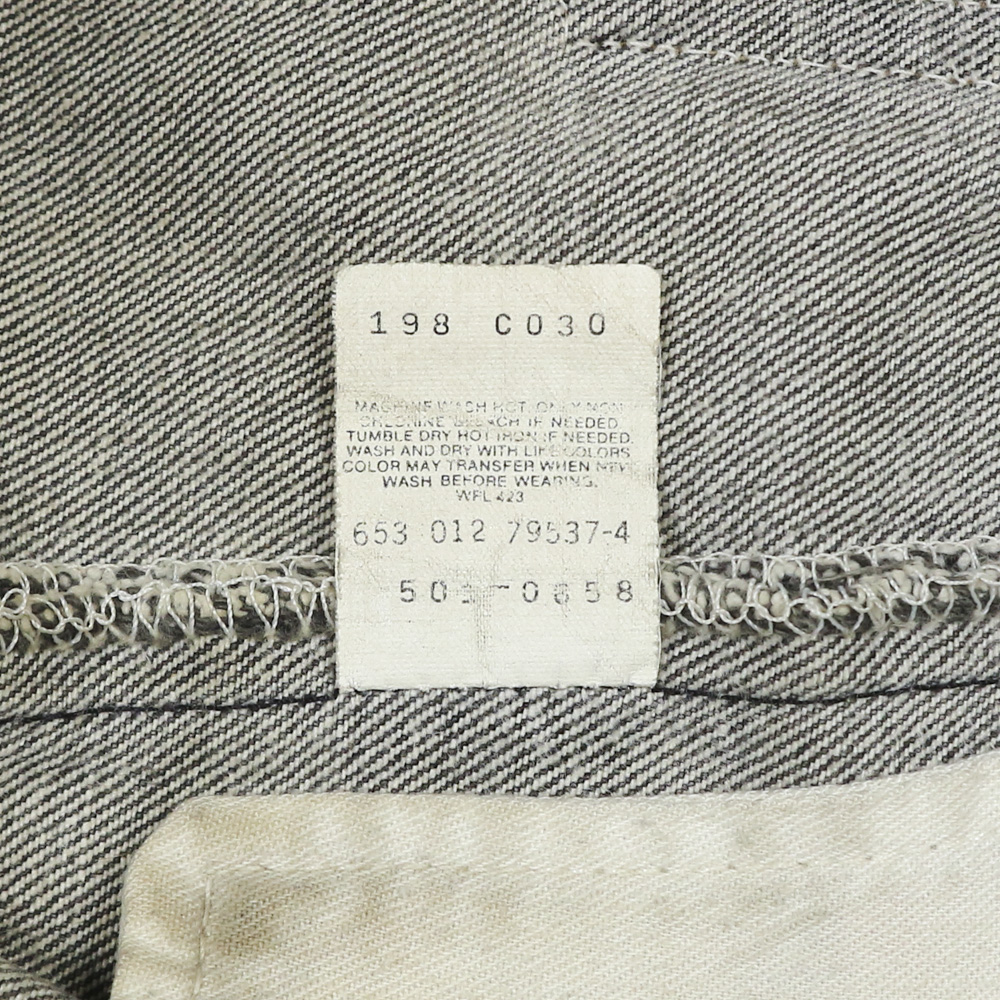 198 C030
MACHINE WASH HOT. ONLY NON
CHLORINE BLEACH IF NEEDED
TUMBLE DRY HOT IRON IF NEEDED.
WASH AND DRY WITH LIKE COLORS
COLOR MAY TRANSFER WHEN NEW
WASH BEFORE WEARING.
WPL 423
653 012 79537-4